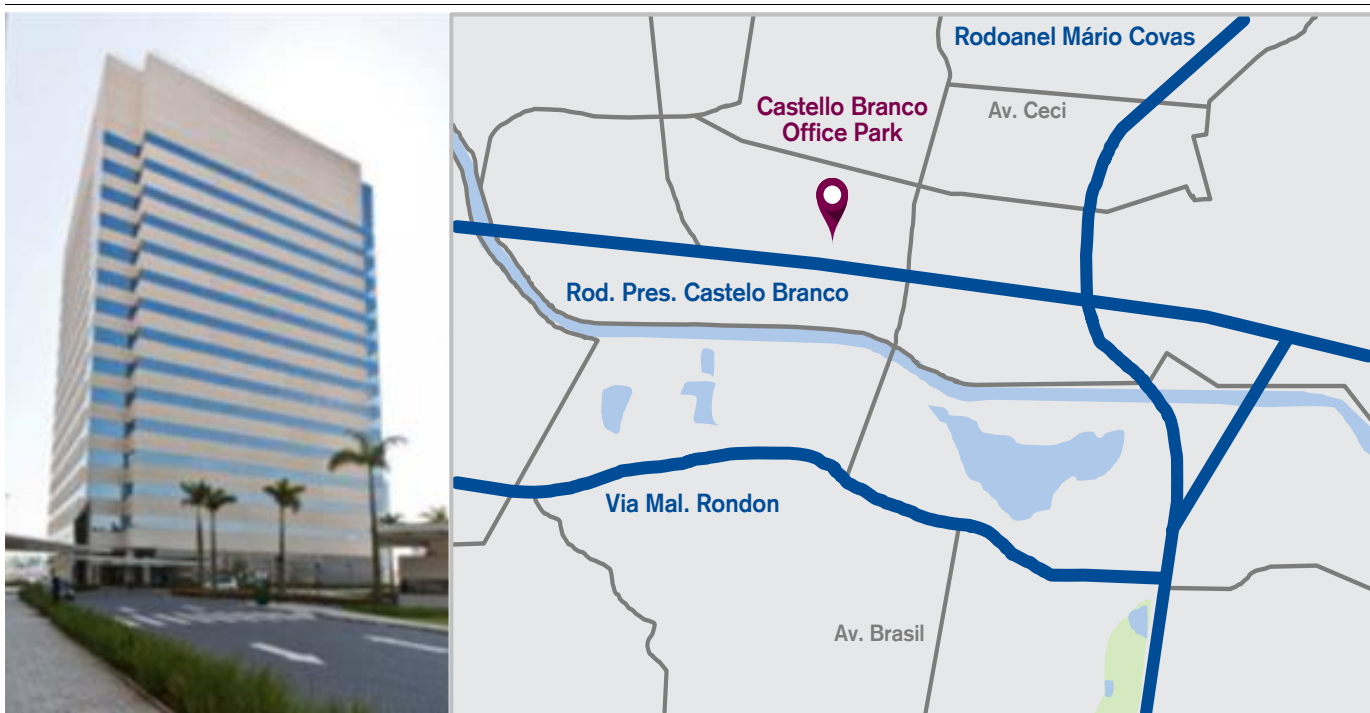 Rodoanel Mário Covas
Castello Branco
Office Park
Av. Ceci
Rod. Pres. Castelo Branco
Via Mal. Rondon
Av. Brasil